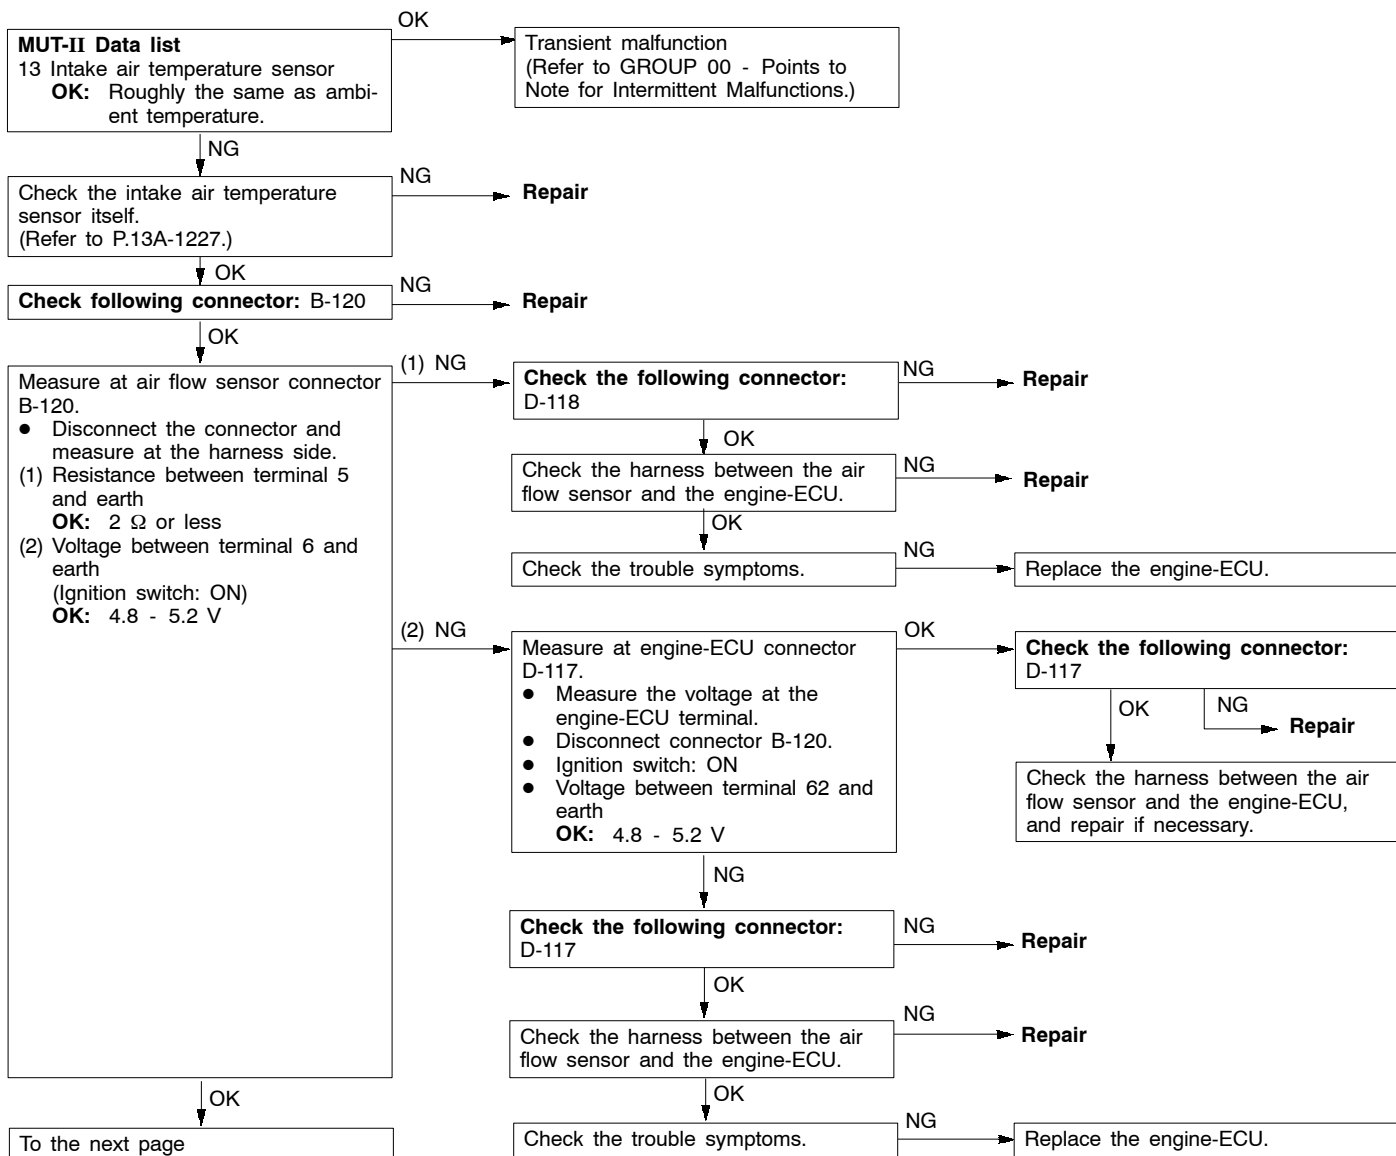 OK
MUT-II Data list
13 Intake air temperature sensor
OK: Roughly the same as ambi-
ent temperature.
Transient malfunction
(Refer to GROUP 00 - Points to
Note for Intermittent Malfunctions.)
NG
Check the intake air temperature
sensor itself.
(Refer to P.13A-1227.)
NG
Repair
OK
Check following connector: B-120
NG
Repair
OK
Measure at air flow sensor connector
B-120.
● Disconnect the connector and
measure at the harness side.
(1) Resistance between terminal 5
and earth
OK: 2 Ω or less
(2) Voltage between terminal 6 and
earth
(Ignition switch: ON)
OK: 4.8 - 5.2 V
(1) NG
Check the following connector:
D-118
NG
Repair
OK
Check the harness between the air
flow sensor and the engine-ECU.
NG
Repair
OK
Check the trouble symptoms.
NG
Replace the engine-ECU.
(2) NG
Measure at engine-ECU connector
D-117.
● Measure the voltage at the
engine-ECU terminal.
● Disconnect connector B-120.
● Ignition switch: ON
● Voltage between terminal 62 and
earth
OK: 4.8 - 5.2 V
OK
Check the following connector:
D-117
OK
NG
Repair
Check the harness between the air
flow sensor and the engine-ECU,
and repair if necessary.
NG
Check the following connector:
D-117
NG
Repair
OK
Check the harness between the air
flow sensor and the engine-ECU.
NG
Repair
OK
Check the trouble symptoms.
NG
Replace the engine-ECU.
OK
To the next page